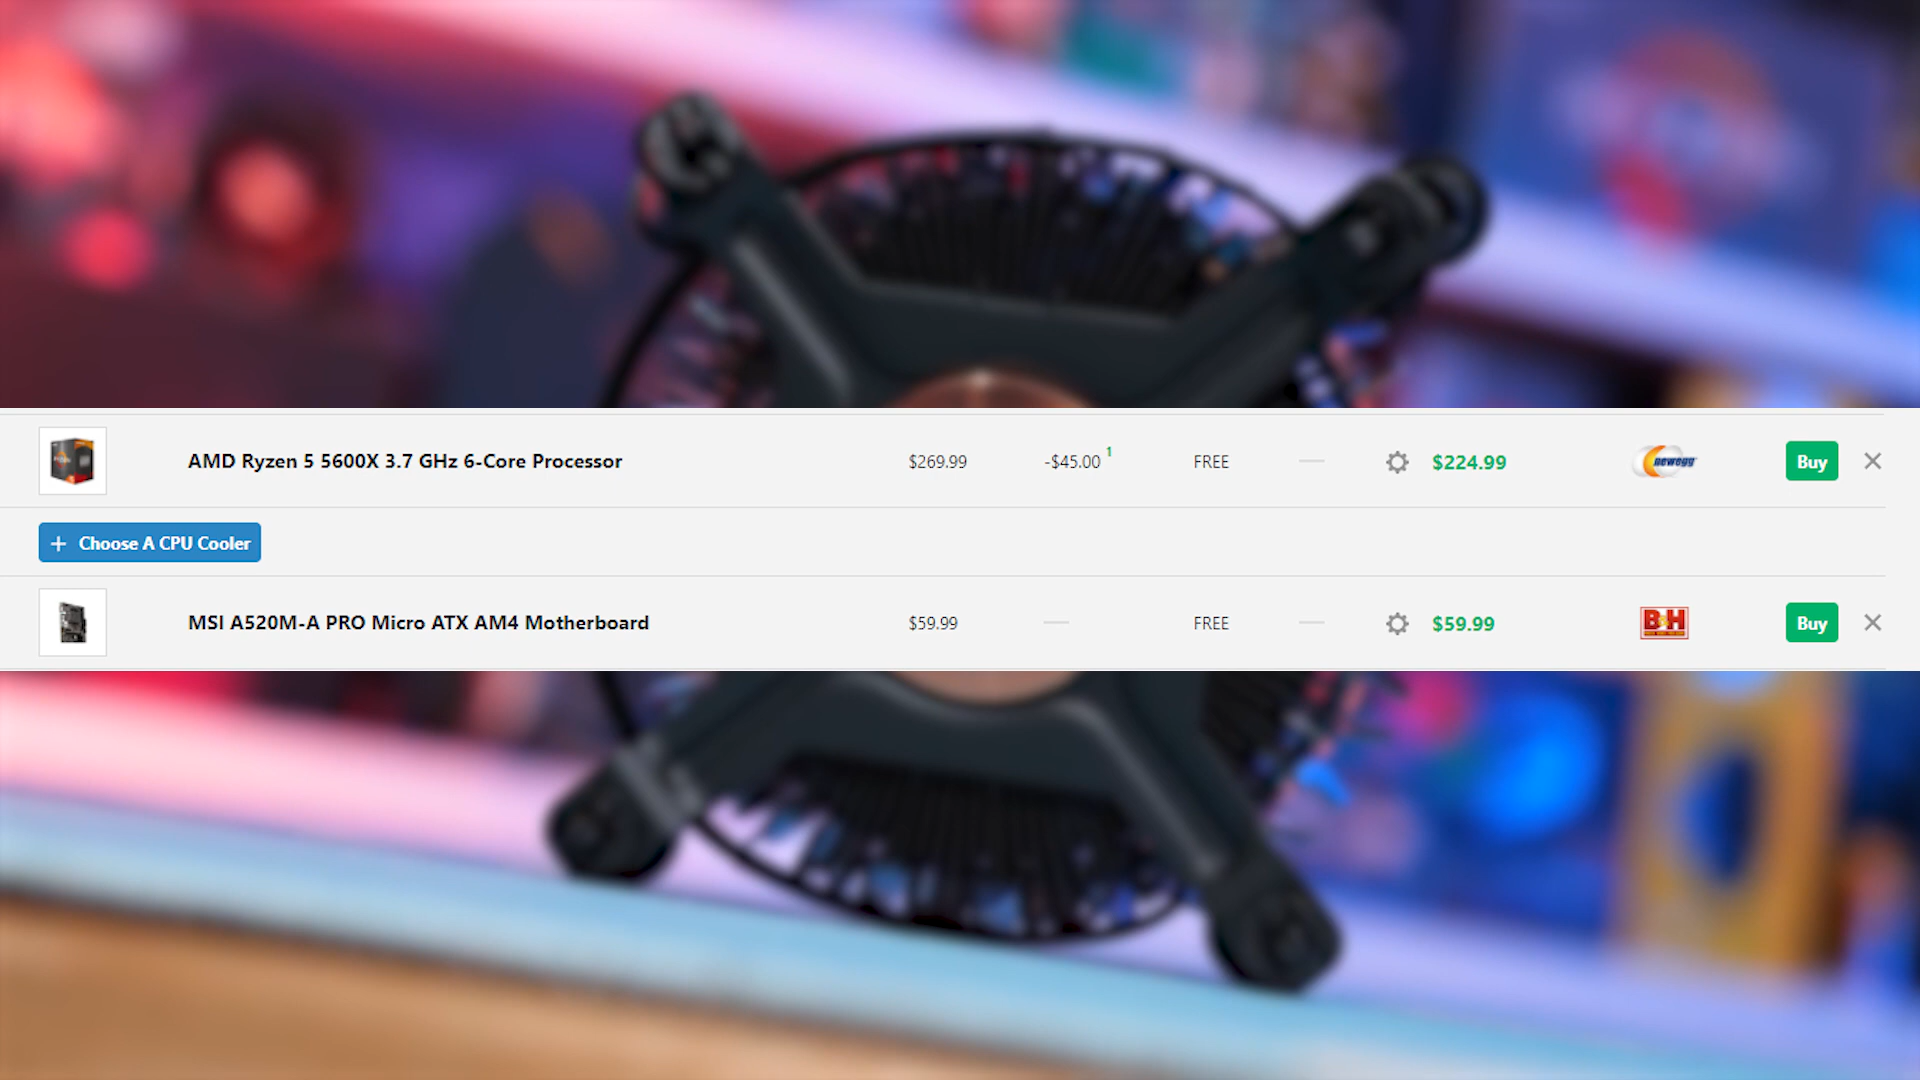 AMD Ryzen 5 5600X 3.7 GHz 6-Core Processor $269.99 -$45.00 1 FREE — $224.99 newegg Buy ×
+ Choose A CPU Cooler
MSI A520M-A PRO Micro ATX AM4 Motherboard $59.99 — FREE — $59.99 B&H Buy ×